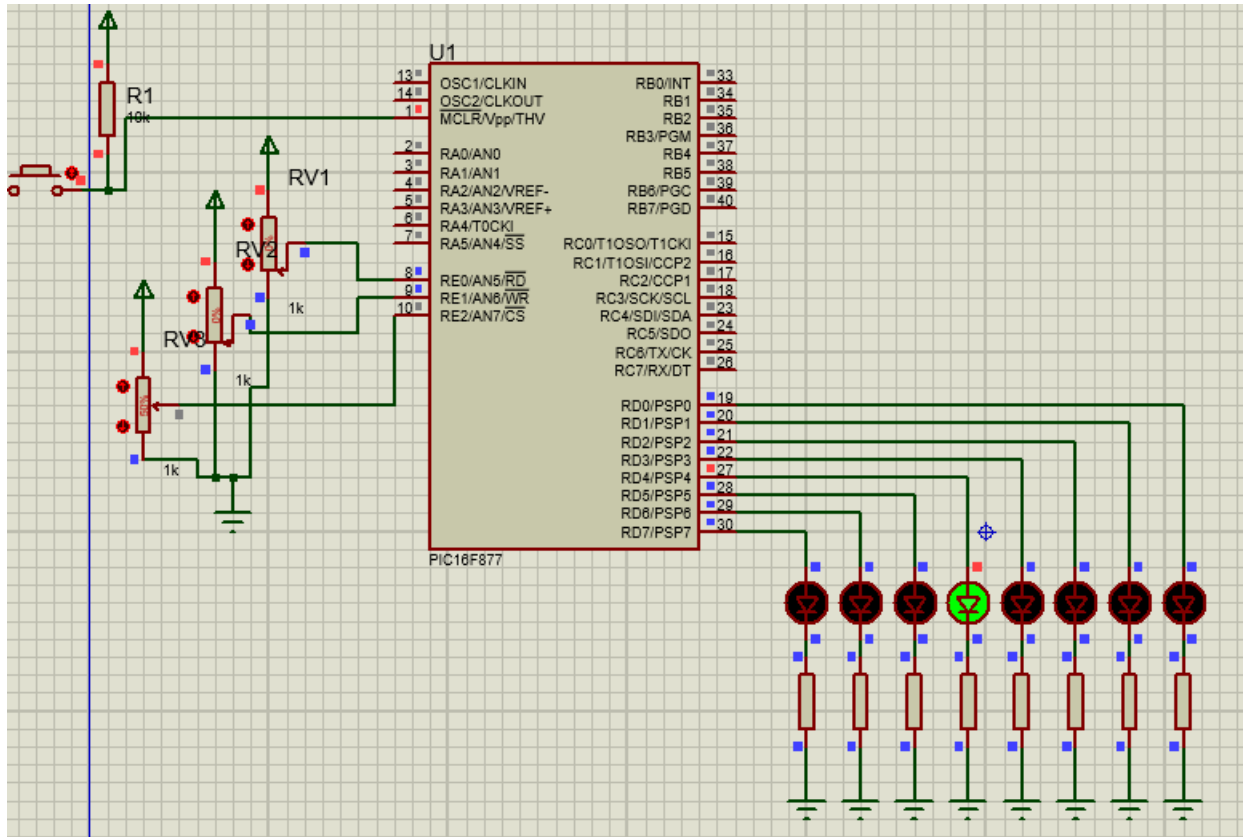 U1
R1
10k
RV1
0%
1k
RV2
0%
1k
RV3
50%
1k
13
OSC1/CLKIN
14
OSC2/CLKOUT
1
MCLR/Vpp/THV
2
RA0/AN0
3
RA1/AN1
4
RA2/AN2/VREF-
5
RA3/AN3/VREF+
6
RA4/T0CKI
7
RA5/AN4/SS
8
RE0/AN5/RD
9
RE1/AN6/WR
10
RE2/AN7/CS
RB0/INT
33
RB1
34
RB2
35
RB3/PGM
36
RB4
37
RB5
38
RB6/PGC
39
RB7/PGD
40
RC0/T1OSO/T1CKI
15
RC1/T1OSI/CCP2
16
RC2/CCP1
17
RC3/SCK/SCL
18
RC4/SDI/SDA
23
RC5/SDO
24
RC6/TX/CK
25
RC7/RX/DT
26
RD0/PSP0
19
RD1/PSP1
20
RD2/PSP2
21
RD3/PSP3
22
RD4/PSP4
27
RD5/PSP5
28
RD6/PSP6
29
RD7/PSP7
30
PIC16F877